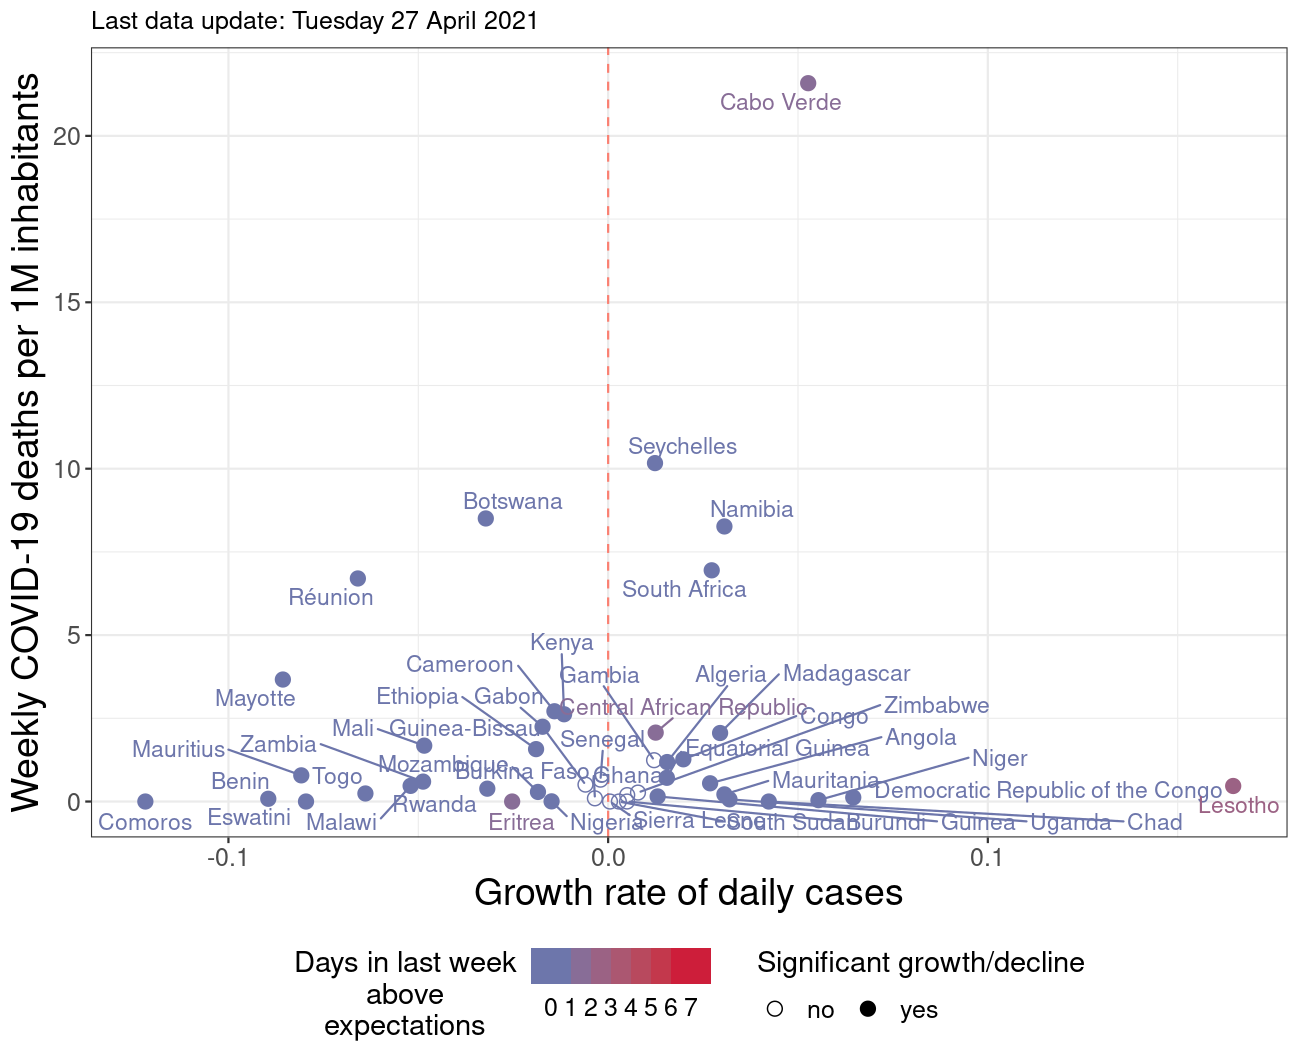 Last data update: Tuesday 27 April 2021
Weekly COVID-19 deaths per 1M inhabitants
20
15
10
5
0
Cabo Verde
Seychelles
Botswana
Namibia
South Africa
Réunion
Kenya
Cameroon
Gambia
Algeria
Madagascar
Mayotte
Ethiopia
Gabon
Central African Republic
Congo
Zimbabwe
Mali
Guinea-Bissau
Senegal
Angola
Mauritius
Zambia
Equatorial Guinea
Niger
Mozambique
Burkina Faso
Ghana
Benin
Togo
Mauritania
Democratic Republic of the Congo
Rwanda
Lesotho
Comoros
Eswatini
Malawi
Eritrea
Nigeria
Sierra Leone
South Sudan
Burundi
Guinea
Uganda
Chad
-0.1
0.0
0.1
Growth rate of daily cases
Days in last week
above
expectations
0 1 2 3 4 5 6 7
Significant growth/decline
no
yes